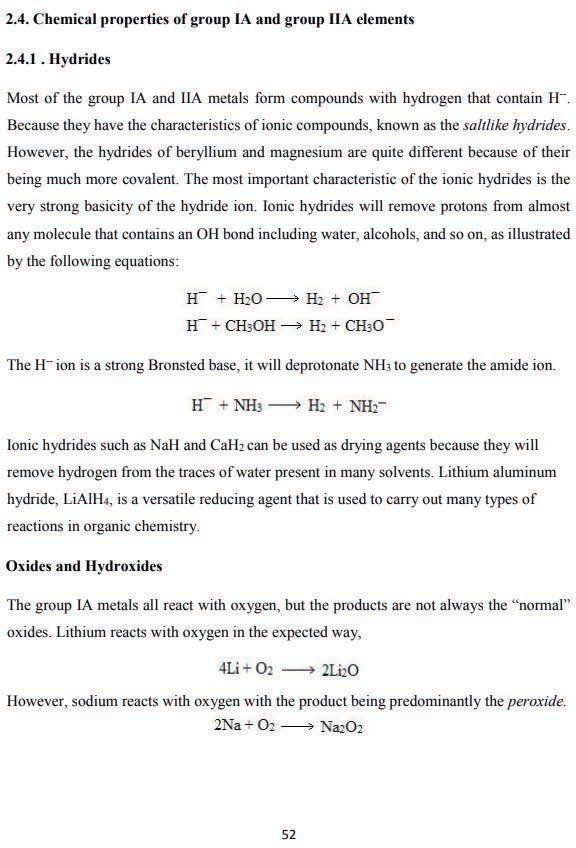 2.4. Chemical properties of group IA and group IIA elements
2.4.1 . Hydrides
Most of the group IA and IIA metals form compounds with hydrogen that contain H⁻.
Because they have the characteristics of ionic compounds, known as the saltlike hydrides.
However, the hydrides of beryllium and magnesium are quite different because of their
being much more covalent. The most important characteristic of the ionic hydrides is the
very strong basicity of the hydride ion. Ionic hydrides will remove protons from almost
any molecule that contains an OH bond including water, alcohols, and so on, as illustrated
by the following equations:
H⁻ + H₂O ⟶ H₂ + OH⁻
H⁻ + CH₃OH ⟶ H₂ + CH₃O⁻
The H⁻ ion is a strong Bronsted base, it will deprotonate NH₃ to generate the amide ion.
H⁻ + NH₃ ⟶ H₂ + NH₂⁻
Ionic hydrides such as NaH and CaH₂ can be used as drying agents because they will
remove hydrogen from the traces of water present in many solvents. Lithium aluminum
hydride, LiAlH₄, is a versatile reducing agent that is used to carry out many types of
reactions in organic chemistry.
Oxides and Hydroxides
The group IA metals all react with oxygen, but the products are not always the “normal”
oxides. Lithium reacts with oxygen in the expected way,
4Li + O₂ ⟶ 2Li₂O
However, sodium reacts with oxygen with the product being predominantly the peroxide.
2Na + O₂ ⟶ Na₂O₂
52